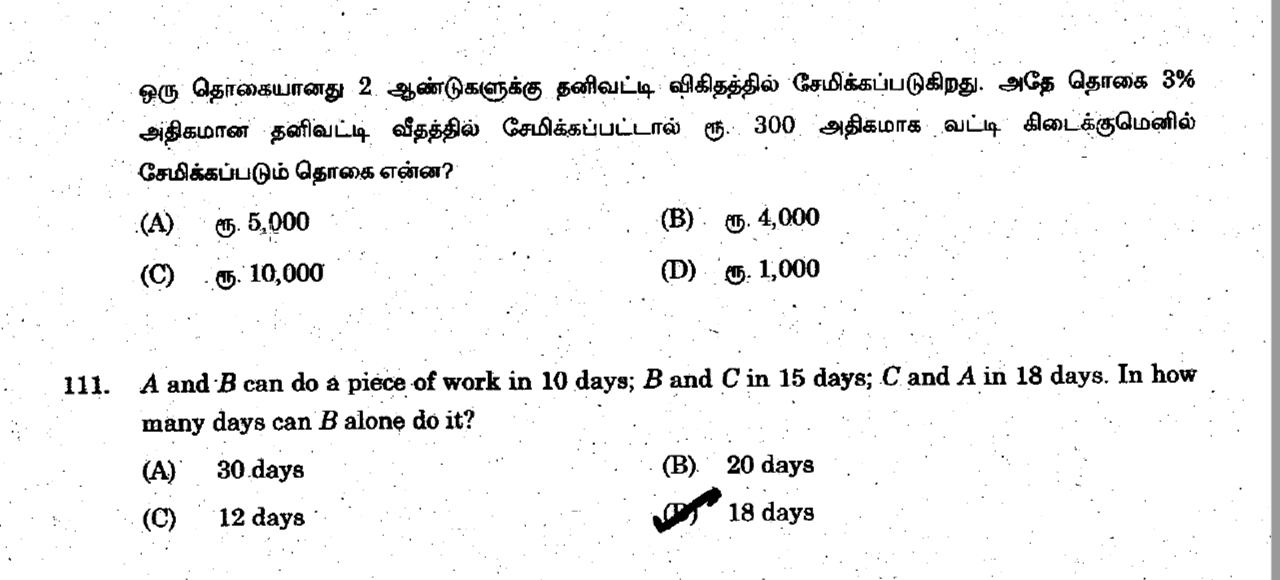 ஒரு தொகையானது 2 ஆண்டுகளுக்கு தனிவட்டி விகிதத்தில் சேமிக்கப்படுகிறது. அதே தொகை 3%
அதிகமான தனிவட்டி வீதத்தில் சேமிக்கப்பட்டால் ரூ. 300 அதிகமாக வட்டி கிடைக்குமெனில்
சேமிக்கப்படும் தொகை என்ன?
(A) ரூ. 5,000 (B) ரூ. 4,000
(C) ரூ. 10,000 (D) ரூ. 1,000
111. A and B can do a piece of work in 10 days; B and C in 15 days; C and A in 18 days. In how
many days can B alone do it?
(A) 30 days (B) 20 days
(C) 12 days (D) 18 days